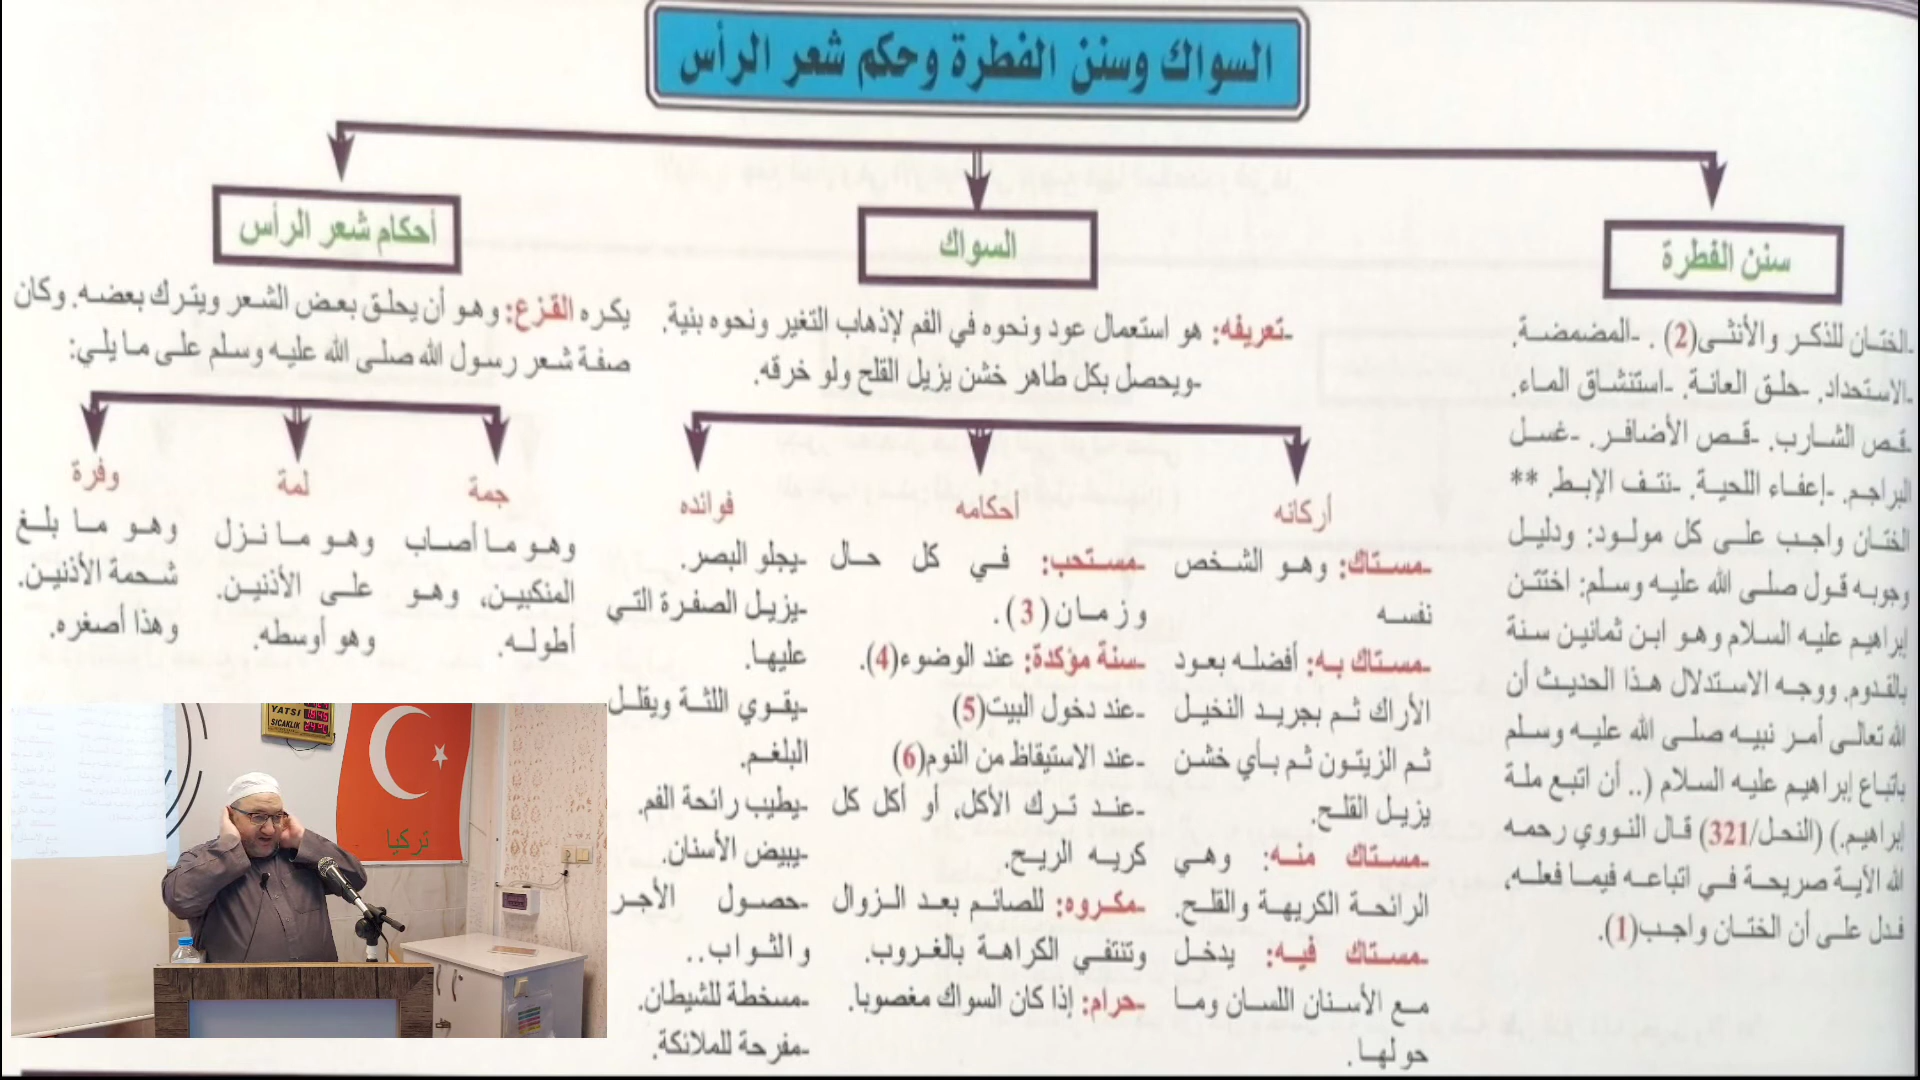 السواك وسنن الفطرة وحكم شعر الرأس
سنن الفطرة
-الختان للذكر والأنثى(2) . -المضمضة.
-الاستحداد. -حلق العانة. -استنشاق الماء.
-قص الشارب. -قص الأضافر. -غسل
البراجم. -إعفاء اللحية. -نتف الإبط. **
الختان واجب على كل مولود: ودليل
وجوبه قول صلى الله عليه وسلم: اختتن
إبراهيم عليه السلام وهو ابن ثمانين سنة
بالقدوم. ووجه الاستدلال هذا الحديث أن
الله تعالى أمر نبيه صلى الله عليه وسلم
باتباع إبراهيم عليه السلام (.. أن اتبع ملة
إبراهيم.) (النحل/321) قال النووي رحمه
الله الآية صريحة في اتباعه فيما فعله،
فدل على أن الختان واجب(1).
السواك
-تعريفه: هو استعمال عود ونحوه في الفم لإذهاب التغير ونحوه بنية.
-ويحصل بكل طاهر خشن يزيل القلح ولو خرقه.
أركانه
-مستاك: وهو الشخص
نفسه
-مستاك به: أفضله بعود
الأراك ثم بجريد النخيل
ثم الزيتون ثم بأي خشن
يزيل القلح.
-مستاك منه: وهي
الرائحة الكريهة والقلح.
-مستاك فيه: يدخل
مع الأسنان اللسان وما
حولها.
أحكامه
-مستحب: في كل حال
وزمان(3).
-سنة مؤكدة: عند الوضوء(4).
-عند دخول البيت(5)
-عند الاستيقاظ من النوم(6)
-عند ترك الأكل، أو أكل كل
كريه الريح.
-مكروه: للصائم بعد الزوال
وتنتفي الكراهة بالغروب.
-حرام: إذا كان السواك مغصوبا.
فوائده
-يجلو البصر.
-يزيل الصفرة التي
عليها.
-يقوي اللثة ويقلل
البلغم.
-يطيب رائحة الفم.
-يبيض الأسنان.
-حصول الأجر
والثواب..
-مسخطة للشيطان.
-مفرحة للملائكة.
أحكام شعر الرأس
يكره القزع: وهو أن يحلق بعض الشعر ويترك بعضه. وكان
صفة شعر رسول الله صلى الله عليه وسلم على ما يلي:
جمة
وهو ما أصاب
المنكبين، وهو
أطوله.
لمة
وهو ما نزل
على الأذنين.
وهو أوسطه.
وفرة
وهو ما بلغ
شحمة الأذنين.
وهذا أصغره.
YATSI
SICAKLIK
تركيا